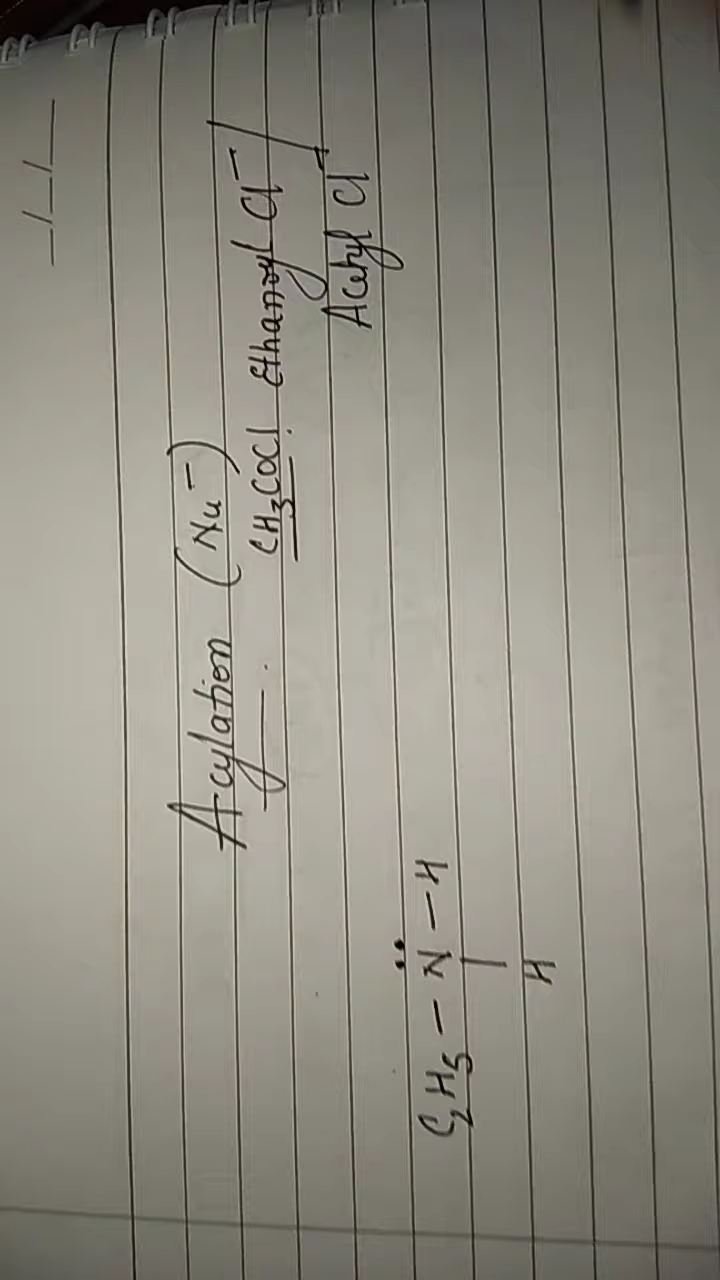 _/_/_
Acylation (Nu⁻)
CH₃COCl Ethanoyl Cl⁻/
Acetyl Cl⁻
C₂H₅ — N̈ — H
|
H